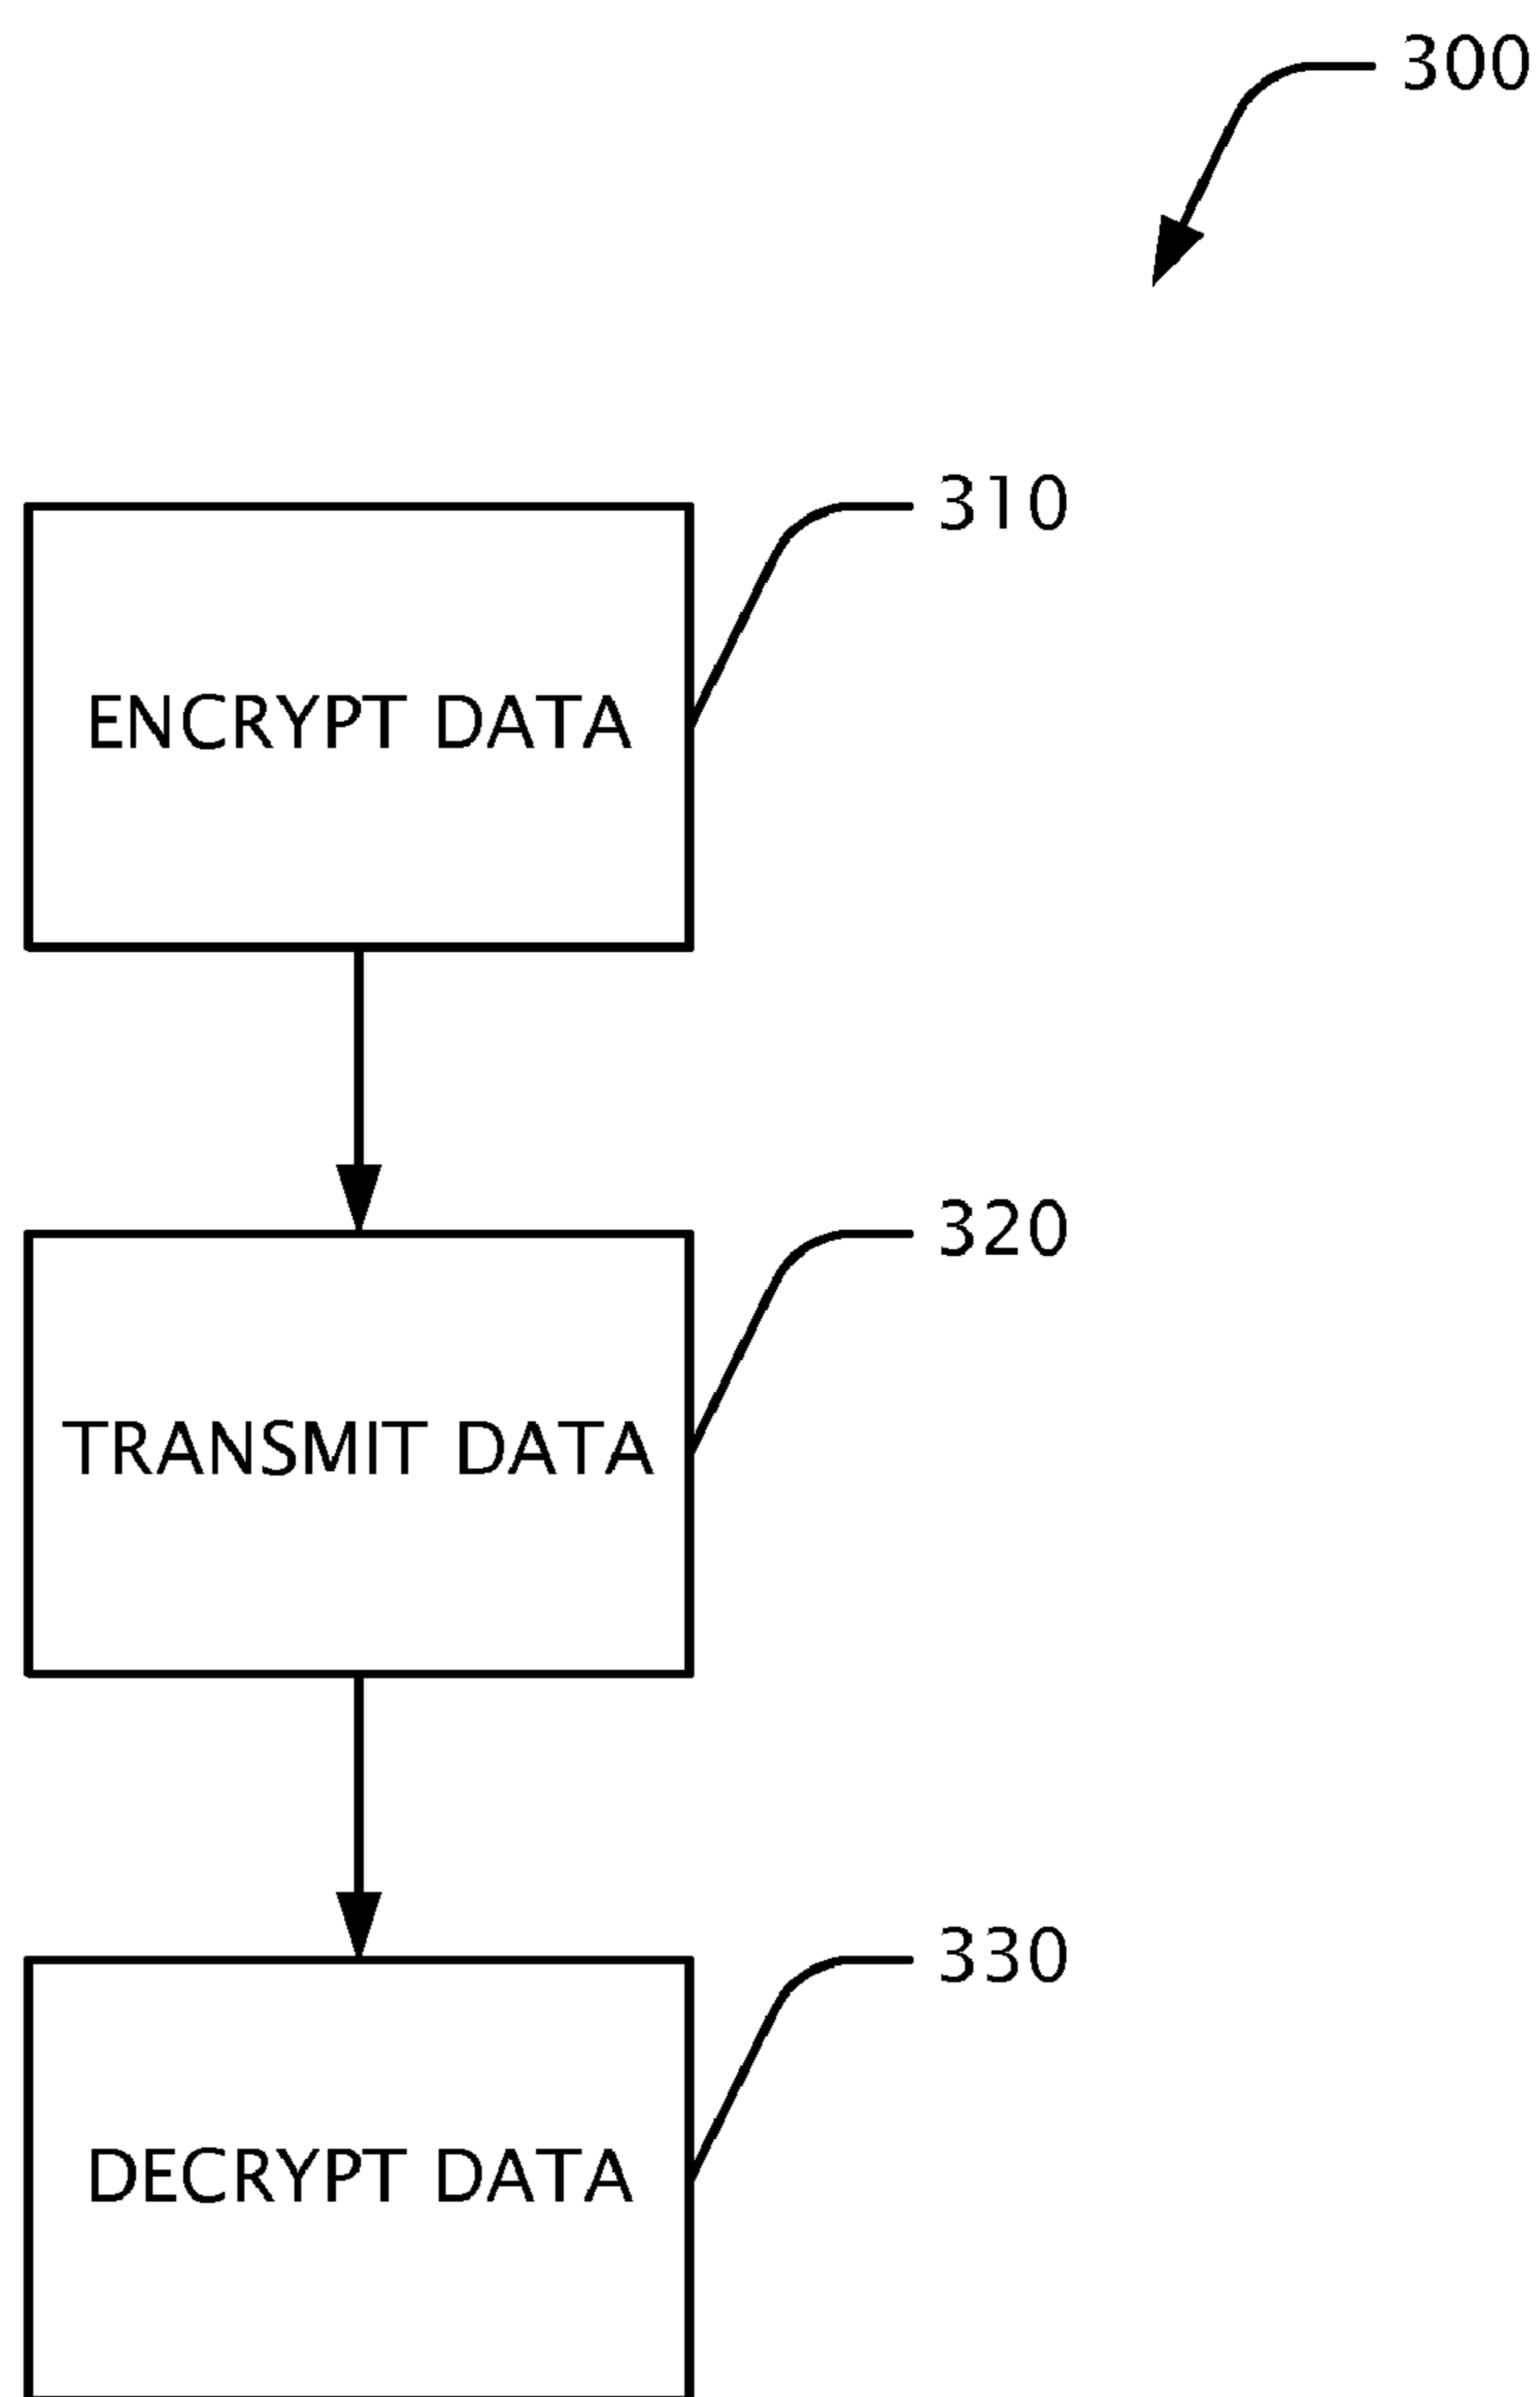 300
310
ENCRYPT DATA
320
TRANSMIT DATA
330
DECRYPT DATA